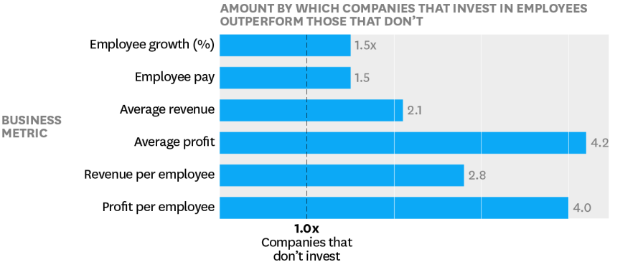 AMOUNT BY WHICH COMPANIES THAT INVEST IN EMPLOYEES
OUTPERFORM THOSE THAT DON'T
BUSINESS
METRIC
Employee growth (%)
1.5x
Employee pay
1.5
Average revenue
2.1
Average profit
4.2
Revenue per employee
2.8
Profit per employee
4.0
1.0x
Companies that
don't invest